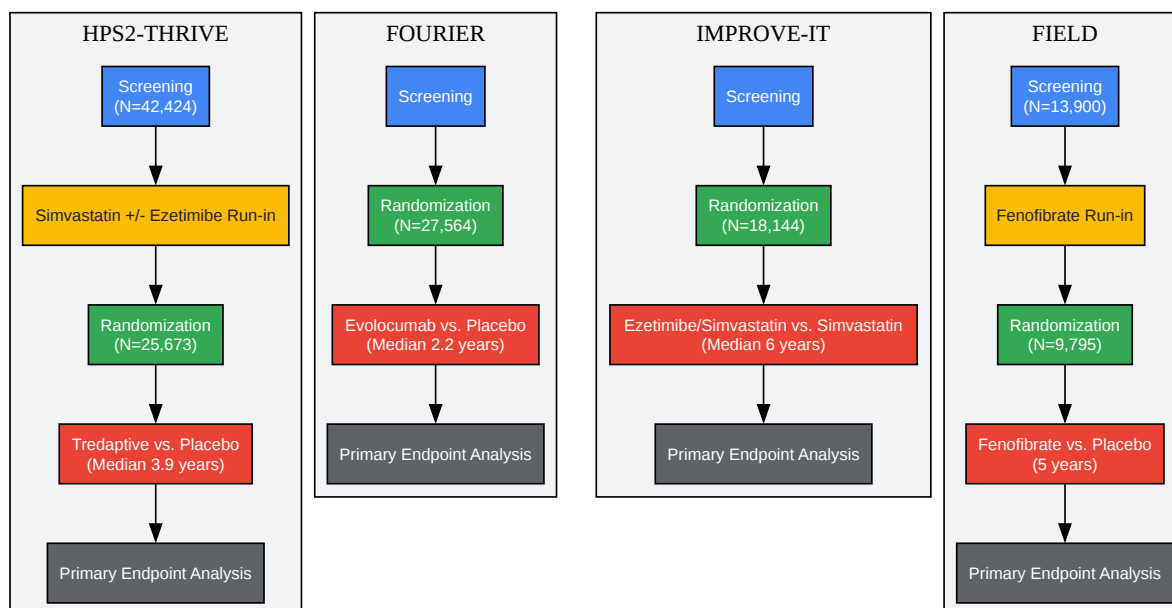 HPS2-THRIVE
Screening
(N=42,424)
Simvastatin +/- Ezetimibe Run-in
Randomization
(N=25,673)
Tredaptive vs. Placebo
(Median 3.9 years)
Primary Endpoint Analysis
FOURIER
Screening
Randomization
(N=27,564)
Evolocumab vs. Placebo
(Median 2.2 years)
Primary Endpoint Analysis
IMPROVE-IT
Screening
Randomization
(N=18,144)
Ezetimibe/Simvastatin vs. Simvastatin
(Median 6 years)
Primary Endpoint Analysis
FIELD
Screening
(N=13,900)
Fenofibrate Run-in
Randomization
(N=9,795)
Fenofibrate vs. Placebo
(5 years)
Primary Endpoint Analysis